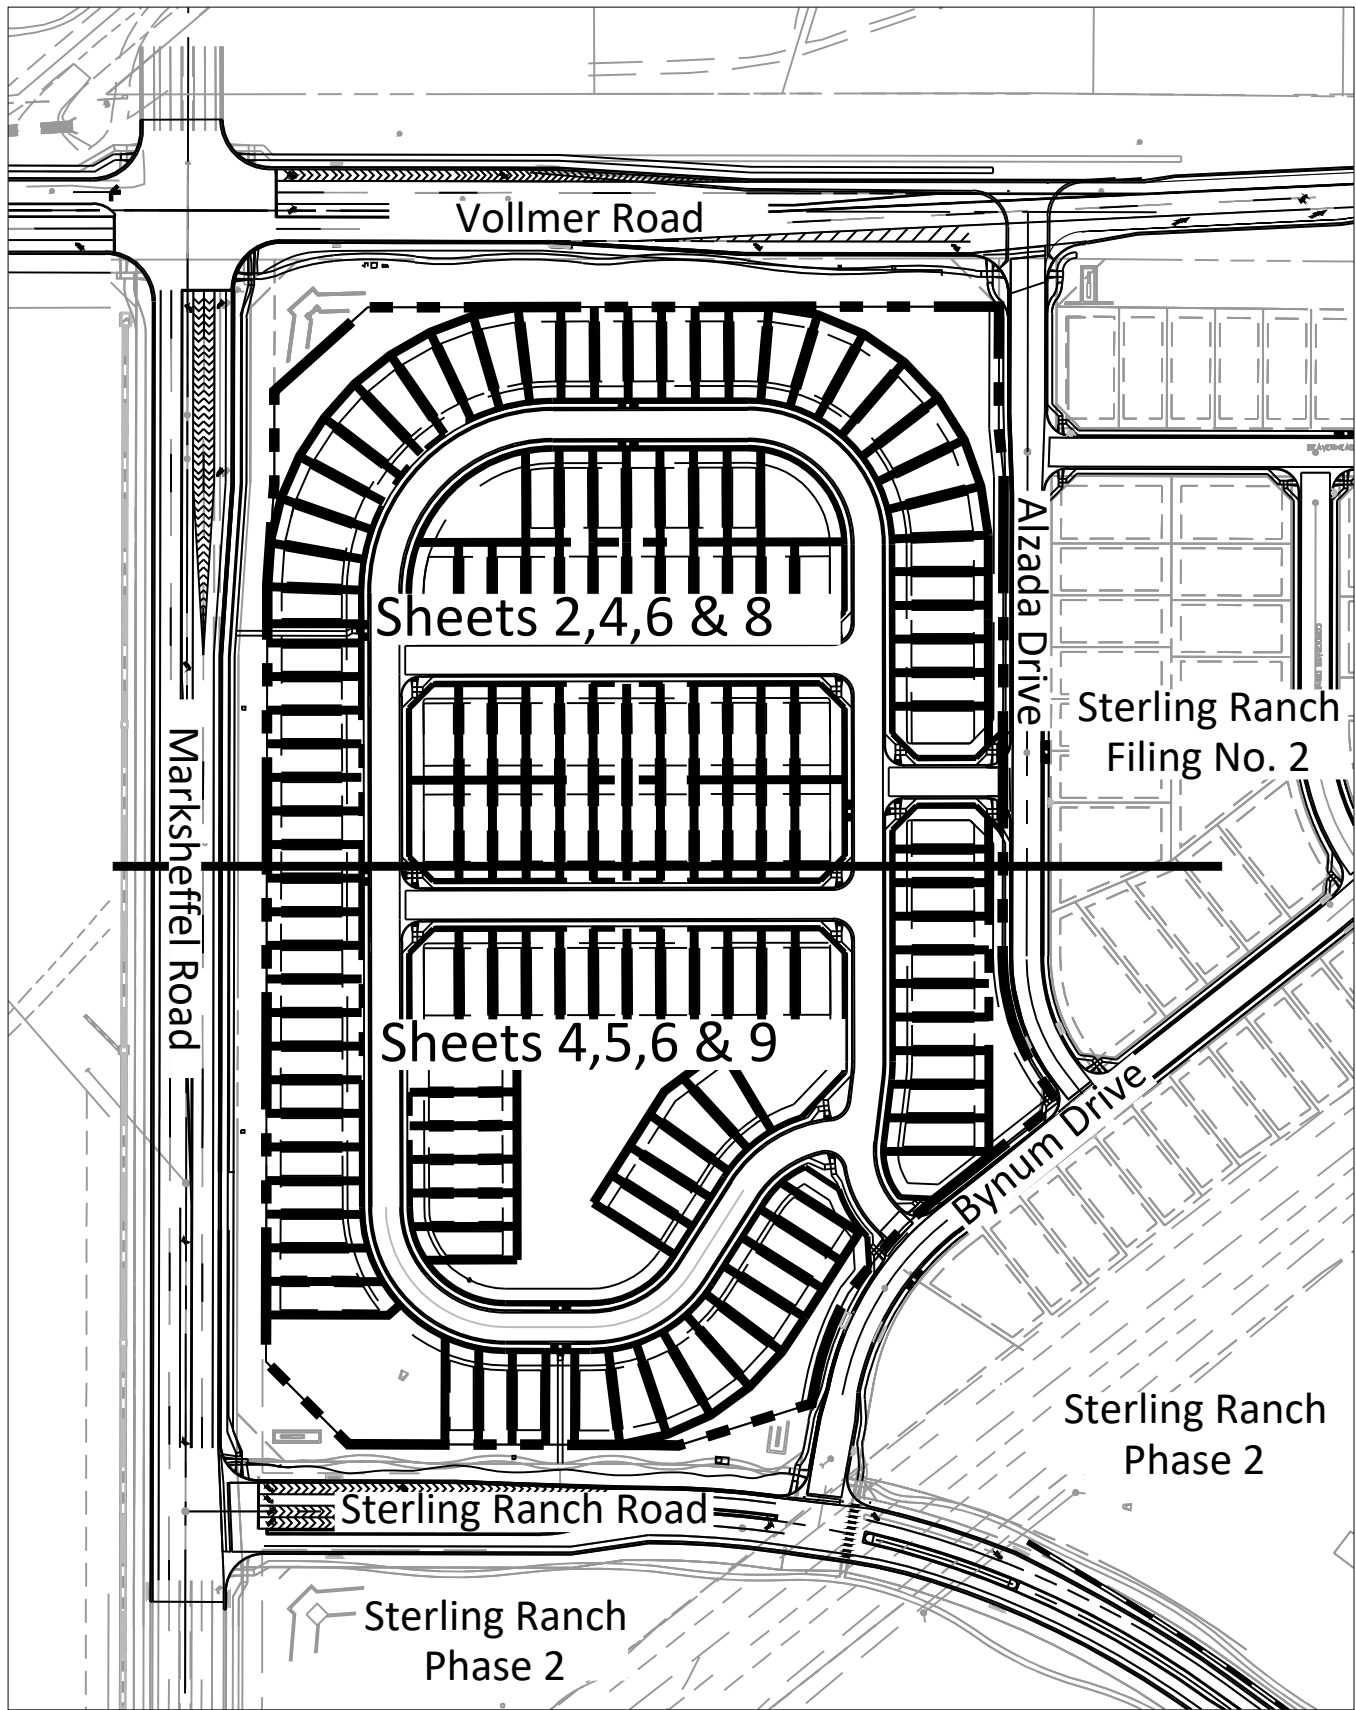 Vollmer Road
Alzada Drive
Sheets 2,4,6 & 8
Sterling Ranch
Filing No. 2
Marksheffel Road
Sheets 4,5,6 & 9
Bynum Drive
Sterling Ranch
Phase 2
Sterling Ranch Road
Sterling Ranch
Phase 2